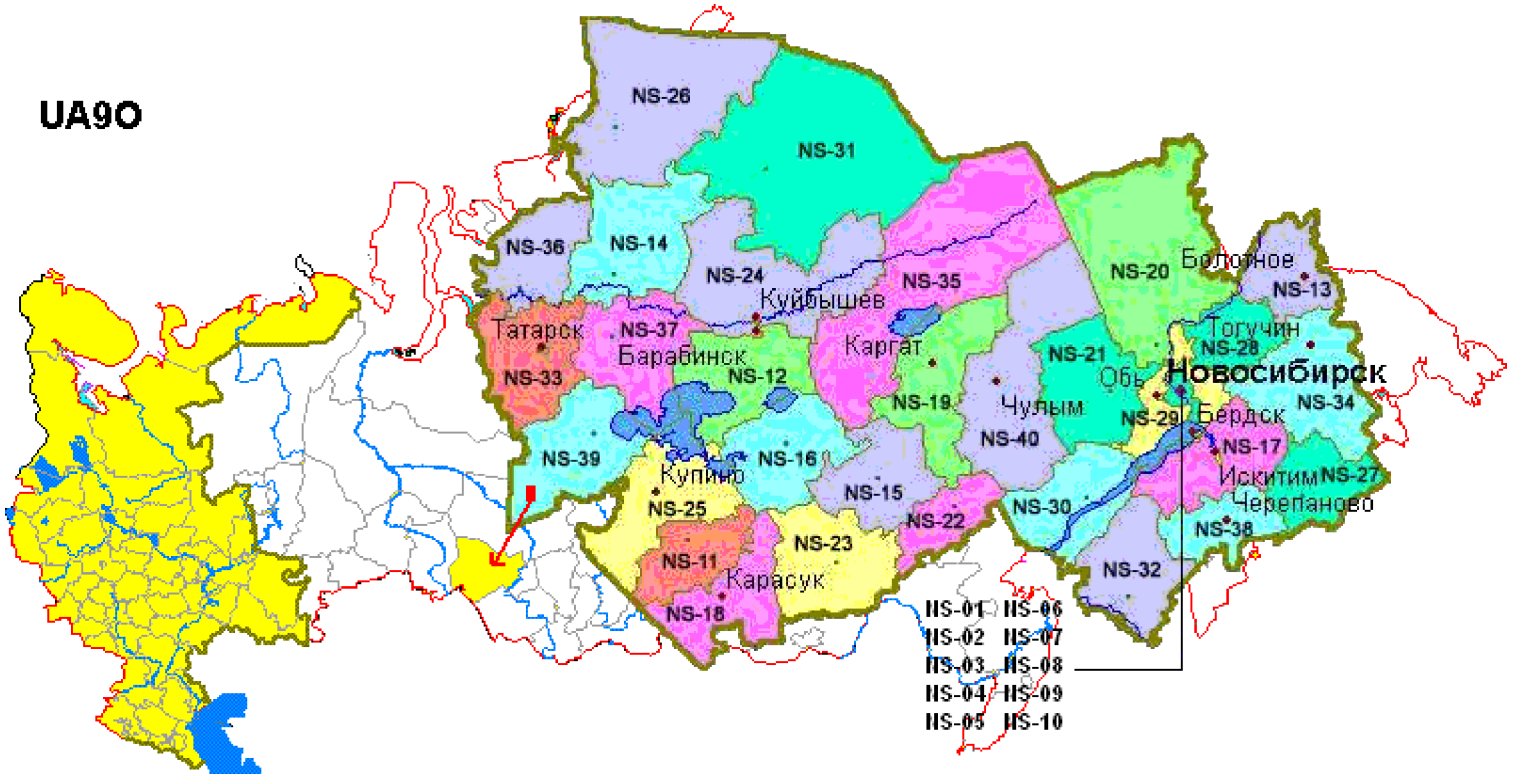 UA9O
NS-26
NS-31
NS-36
NS-14
NS-24
NS-35
NS-20
Болотное
NS-13
Куйбышев
Татарск
NS-37
Барабинск
Каргат
NS-21
Тогучин
NS-28
NS-33
NS-12
NS-19
Обь
Новосибирск
NS-34
Чулым
NS-29
Бердск
NS-40
NS-17
NS-39
NS-16
Купино
NS-15
Искитим
NS-27
NS-25
NS-22
NS-30
Черепаново
NS-38
NS-11
NS-23
NS-32
Карасук
NS-18
NS-01 NS-06
NS-02 NS-07
NS-03 NS-08
NS-04 NS-09
NS-05 NS-10